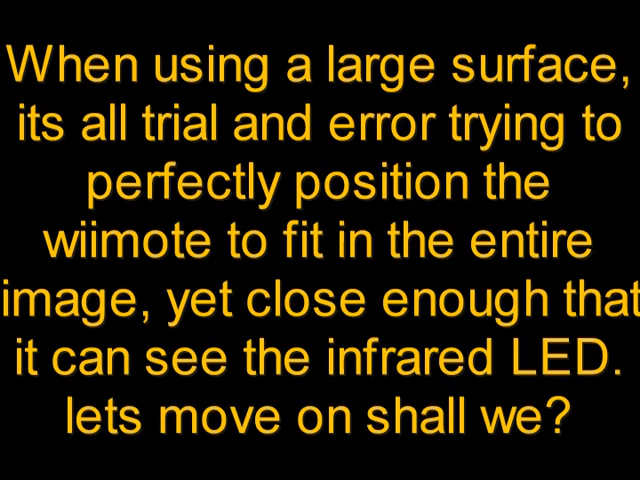 When using a large surface,
its all trial and error trying to
perfectly position the
wiimote to fit in the entire
image, yet close enough that
it can see the infrared LED.
lets move on shall we?